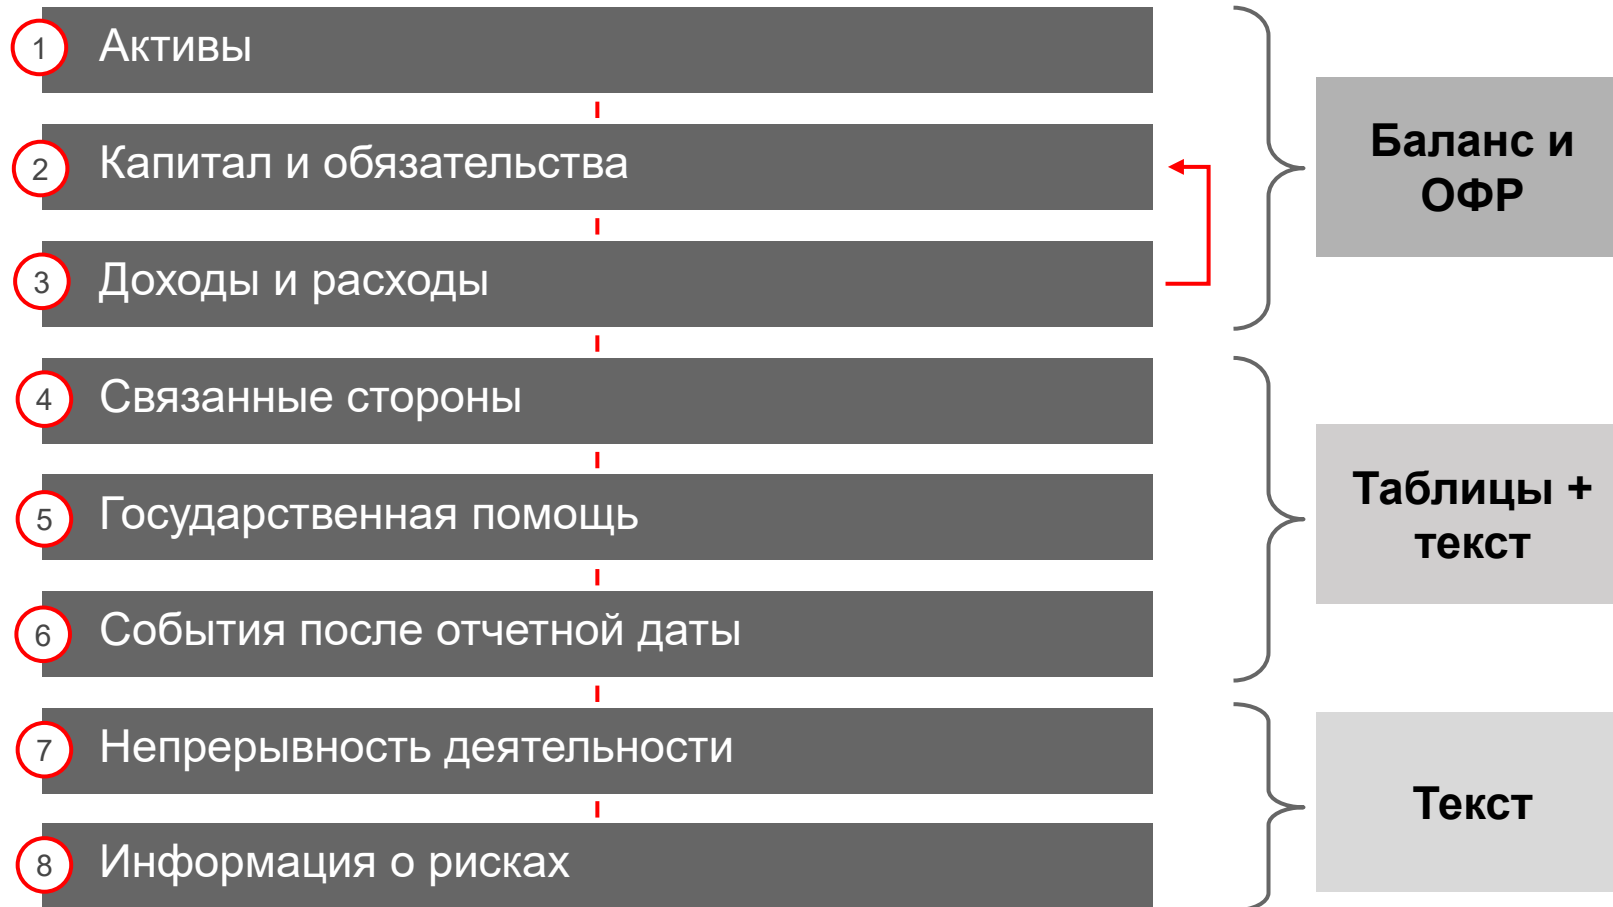 1 Активы
2 Капитал и обязательства
3 Доходы и расходы
Баланс и
ОФР
4 Связанные стороны
5 Государственная помощь
6 События после отчетной даты
Таблицы +
текст
7 Непрерывность деятельности
8 Информация о рисках
Текст